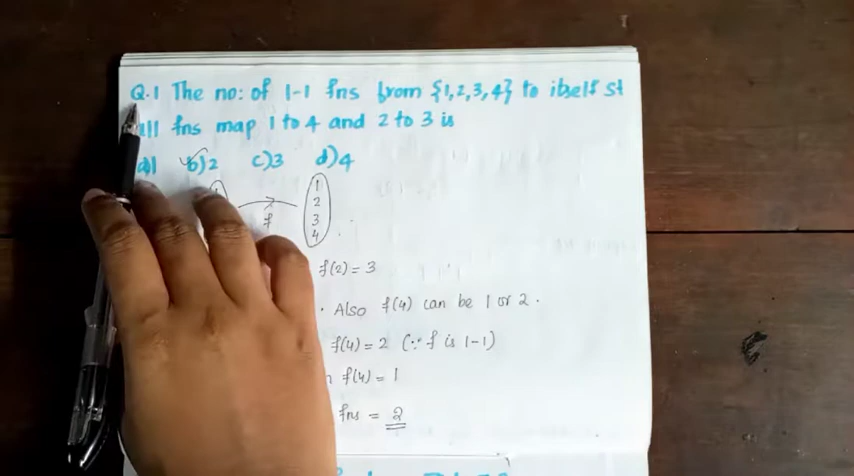 Q.1 The no: of 1-1 fns from {1,2,3,4} to itself st
all fns map 1 to 4 and 2 to 3 is
a)1 b)2 c)3 d)4
1
2
3
4
f
f(2) = 3
. Also f(4) can be 1 or 2 .
f(4) = 2 (∵ f is 1-1)
f(4) = 1
fns = 2